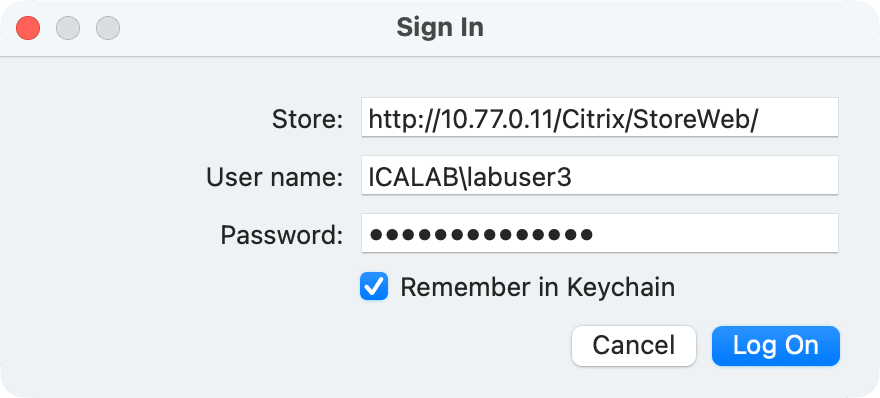 Sign In
Store: http://10.77.0.11/Citrix/StoreWeb/
User name: ICALAB\labuser3
Password: ●●●●●●●●●●●●●●
Remember in Keychain
Cancel Log On